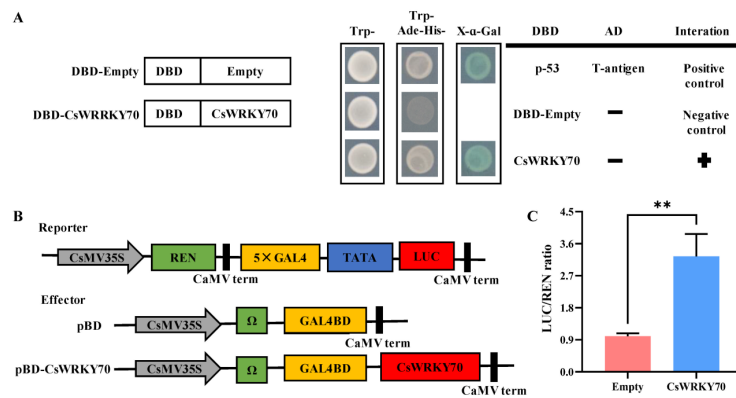 A
Trp-
Trp-
Ade-His-
X-α-Gal
DBD
AD
Interation
DBD-Empty
DBD
Empty
p-53
T-antigen
Positive
control
DBD-CsWRRKY70
DBD
CsWRKY70
DBD-Empty
Negative
control
CsWRKY70
B
Reporter
CsMV35S
REN
CaMV term
5×GAL4
TATA
LUC
CaMV term
Effector
pBD
CsMV35S
Ω
GAL4BD
CaMV term
pBD-CsWRKY70
CsMV35S
Ω
GAL4BD
CsWRKY70
CaMV term
C
LUC/REN ratio
4.5
3.6
2.7
1.8
0.9
0.0
**
Empty
CsWRKY70